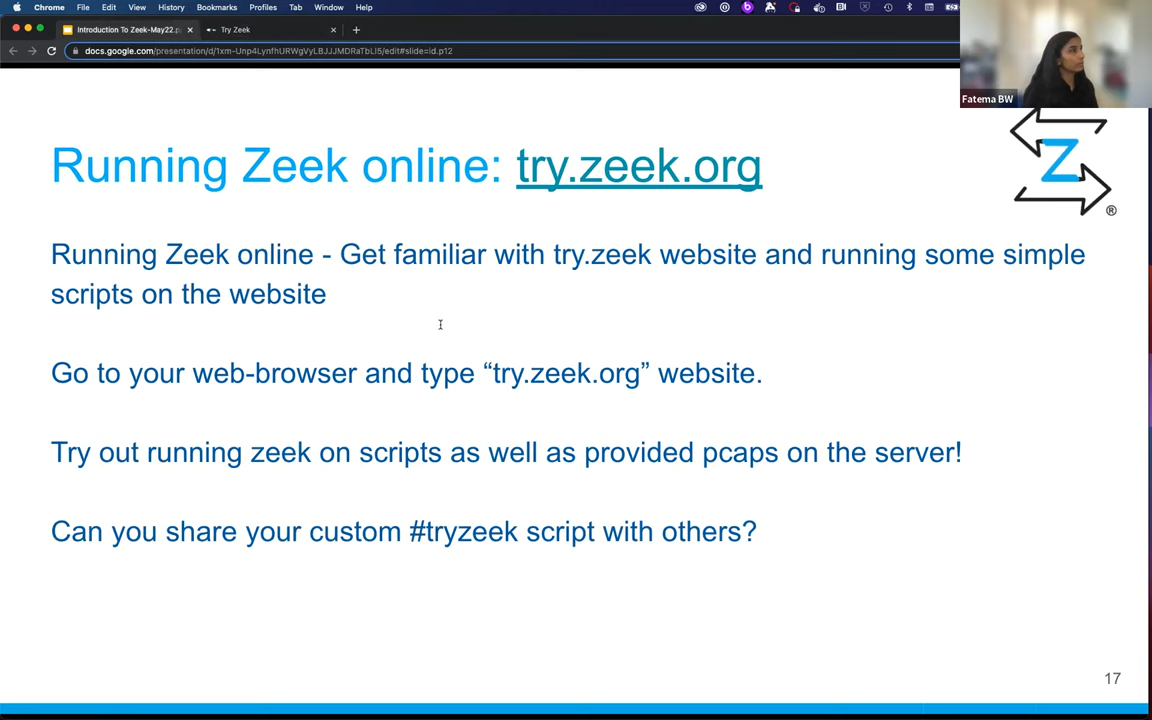 Chrome File Edit View History Bookmarks Profiles Tab Window Help
Introduction To Zeek-May22.p
Try Zeek
docs.google.com/presentation/d/1xm-Unp4LynfhURWgVyLBJJJMDRaTbLI5/edit#slide=id.p12
Fatema BW
Running Zeek online: try.zeek.org
Z
®
Running Zeek online - Get familiar with try.zeek website and running some simple
scripts on the website
Go to your web-browser and type “try.zeek.org” website.
Try out running zeek on scripts as well as provided pcaps on the server!
Can you share your custom #tryzeek script with others?
17